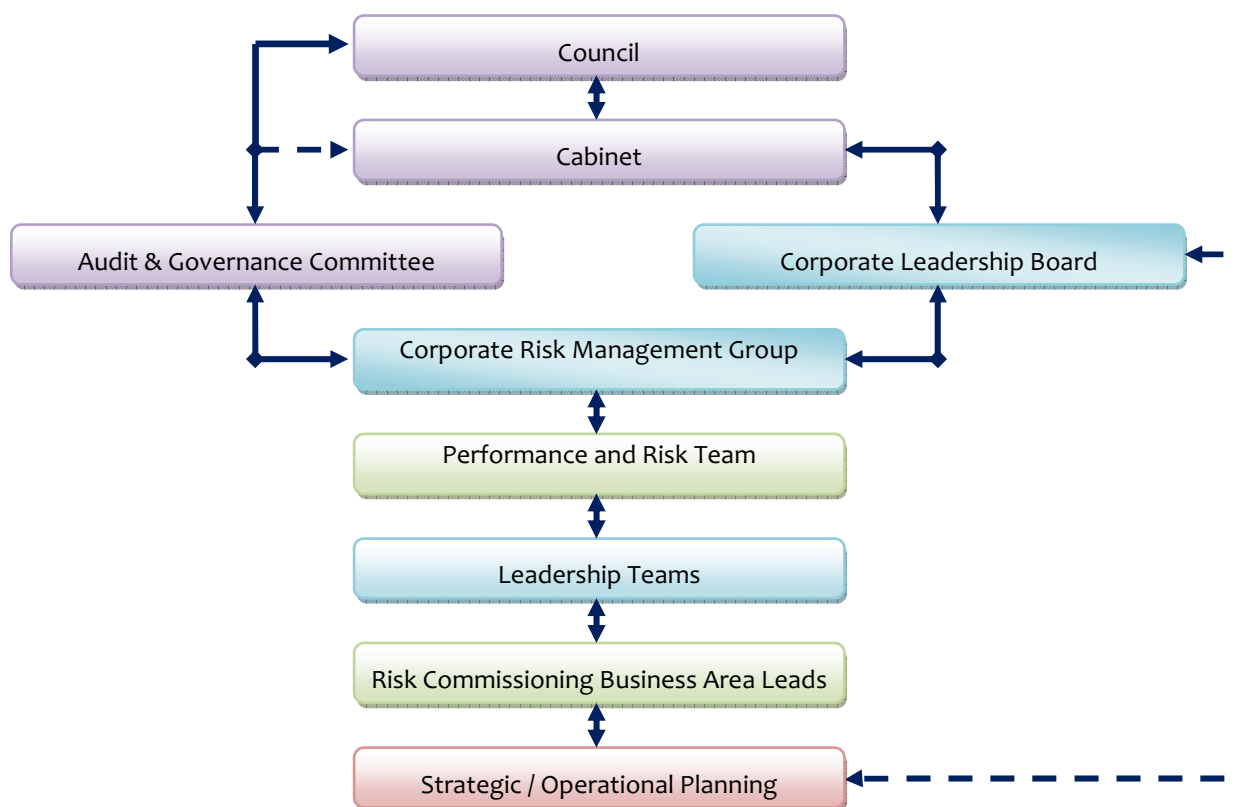 Council
Cabinet
Audit & Governance Committee
Corporate Leadership Board
Corporate Risk Management Group
Performance and Risk Team
Leadership Teams
Risk Commissioning Business Area Leads
Strategic / Operational Planning